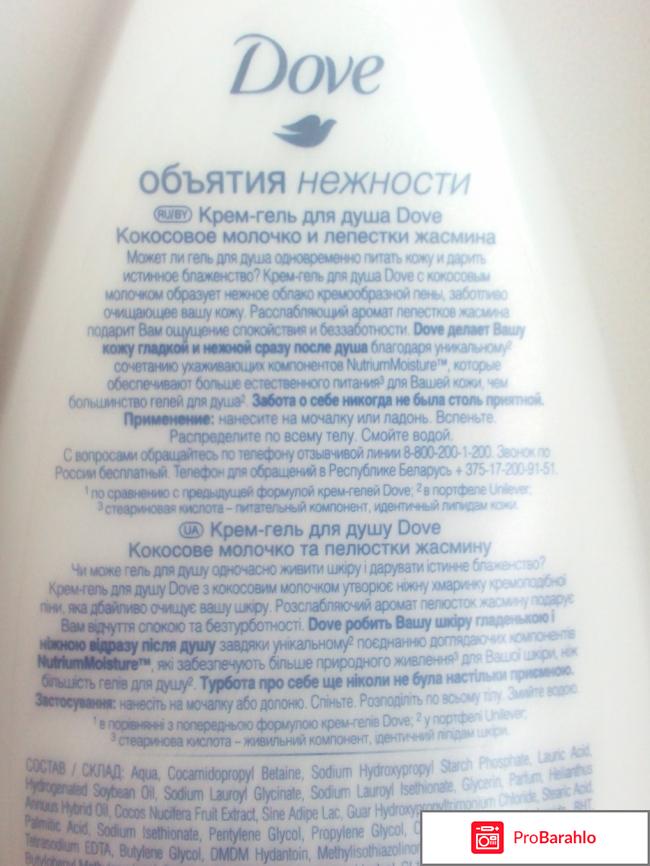 Dove
объятия нежности
RU/BY Крем-гель для душа Dove
Кокосовое молочко и лепестки жасмина
Может ли гель для душа одновременно питать кожу и дарить
истинное блаженство? Крем-гель для душа Dove с кокосовым
молочком образует нежное облако кремообразной пены, заботливо
очищающее вашу кожу. Расслабляющий аромат лепестков жасмина
подарит Вам ощущение спокойствия и беззаботности. Dove делает Вашу
кожу гладкой и нежной сразу после душа благодаря уникальному²
сочетанию ухаживающих компонентов NutriumMoisture™, которые
обеспечивают больше естественного питания³ для Вашей кожи, чем
большинство гелей для душа². Забота о себе никогда не была столь приятной.
Применение: нанесите на мочалку или ладонь. Вспеньте.
Распределите по всему телу. Смойте водой.
С вопросами обращайтесь по телефону отзывчивой линии 8-800-200-1-200. Звонок по
России бесплатный. Телефон для обращений в Республике Беларусь + 375-17-200-91-51.
¹ по сравнению с предыдущей формулой крем-гелей Dove; ² в портфеле Unilever;
³ стеариновая кислота – питательный компонент, идентичный липидам кожи.
UA Крем-гель для душу Dove
Кокосове молочко та пелюстки жасмину
Чи може гель для душу одночасно живити шкіру і дарувати істинне блаженство?
Крем-гель для душу Dove з кокосовим молочком утворює ніжну хмаринку кремоподібної
піни, яка дбайливо очищує вашу шкіру. Розслабляючий аромат пелюсток жасмину подарує
Вам відчуття спокою та безтурботності. Dove робить Вашу шкіру гладенькою і
ніжною відразу після душу завдяки унікальному² поєднанню доглядаючих компонентів
NutriumMoisture™, які забезпечують більше природного живлення³ для Вашої шкіри, ніж
більшість гелів для душу². Турбота про себе ще ніколи не була настільки приємною.
Застосування: нанесіть на мочалку або долоню. Спіньте. Розподіліть по всьому тілу. Змийте водою.
¹ в порівнянні з попередньою формулою крем-гелів Dove; ² у портфелі Unilever;
³ стеаринова кислота – живильний компонент, ідентичний ліпідам шкіри.
СОСТАВ / СКЛАД: Aqua, Cocamidopropyl Betaine, Sodium Hydroxypropyl Starch Phosphate, Lauric Acid,
Hydrogenated Soybean Oil, Sodium Lauroyl Glycinate, Sodium Lauroyl Isethionate, Glycerin, Parfum, Helianthus
Annuus Hybrid Oil, Cocos Nucifera Fruit Extract, Sine Adipe Lac, Guar Hydroxypropyltrimonium Chloride, Stearic Acid,
Palmitic Acid, Sodium Isethionate, Pentylene Glycol, Propylene Glycol, BHT,
Tetrasodium EDTA, Butylene Glycol, DMDM Hydantoin, Methylisothiazolin
ProBarahlo